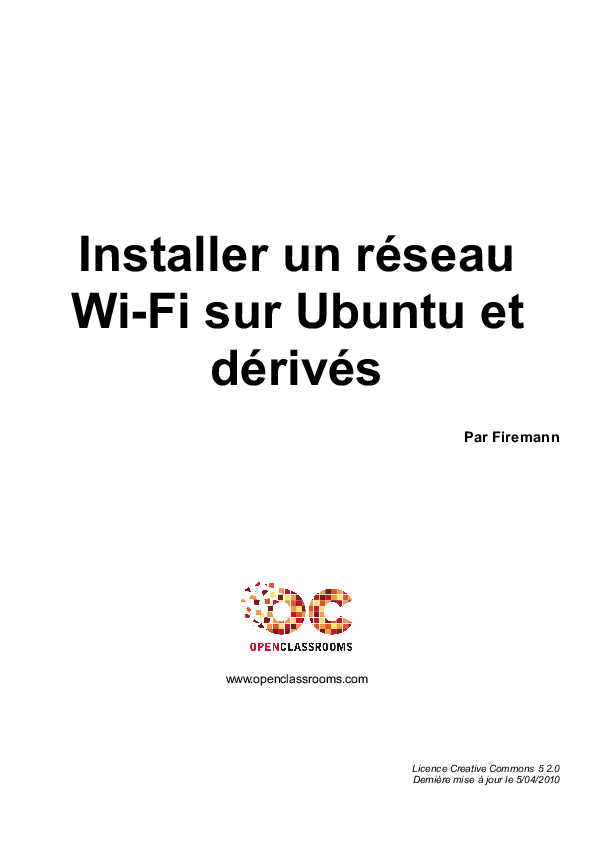 Installer un réseau
Wi-Fi sur Ubuntu et
dérivés
Par Firemann
OC
OPENCLASSROOMS
www.openclassrooms.com
Licence Creative Commons 5 2.0
Dernière mise à jour le 5/04/2010